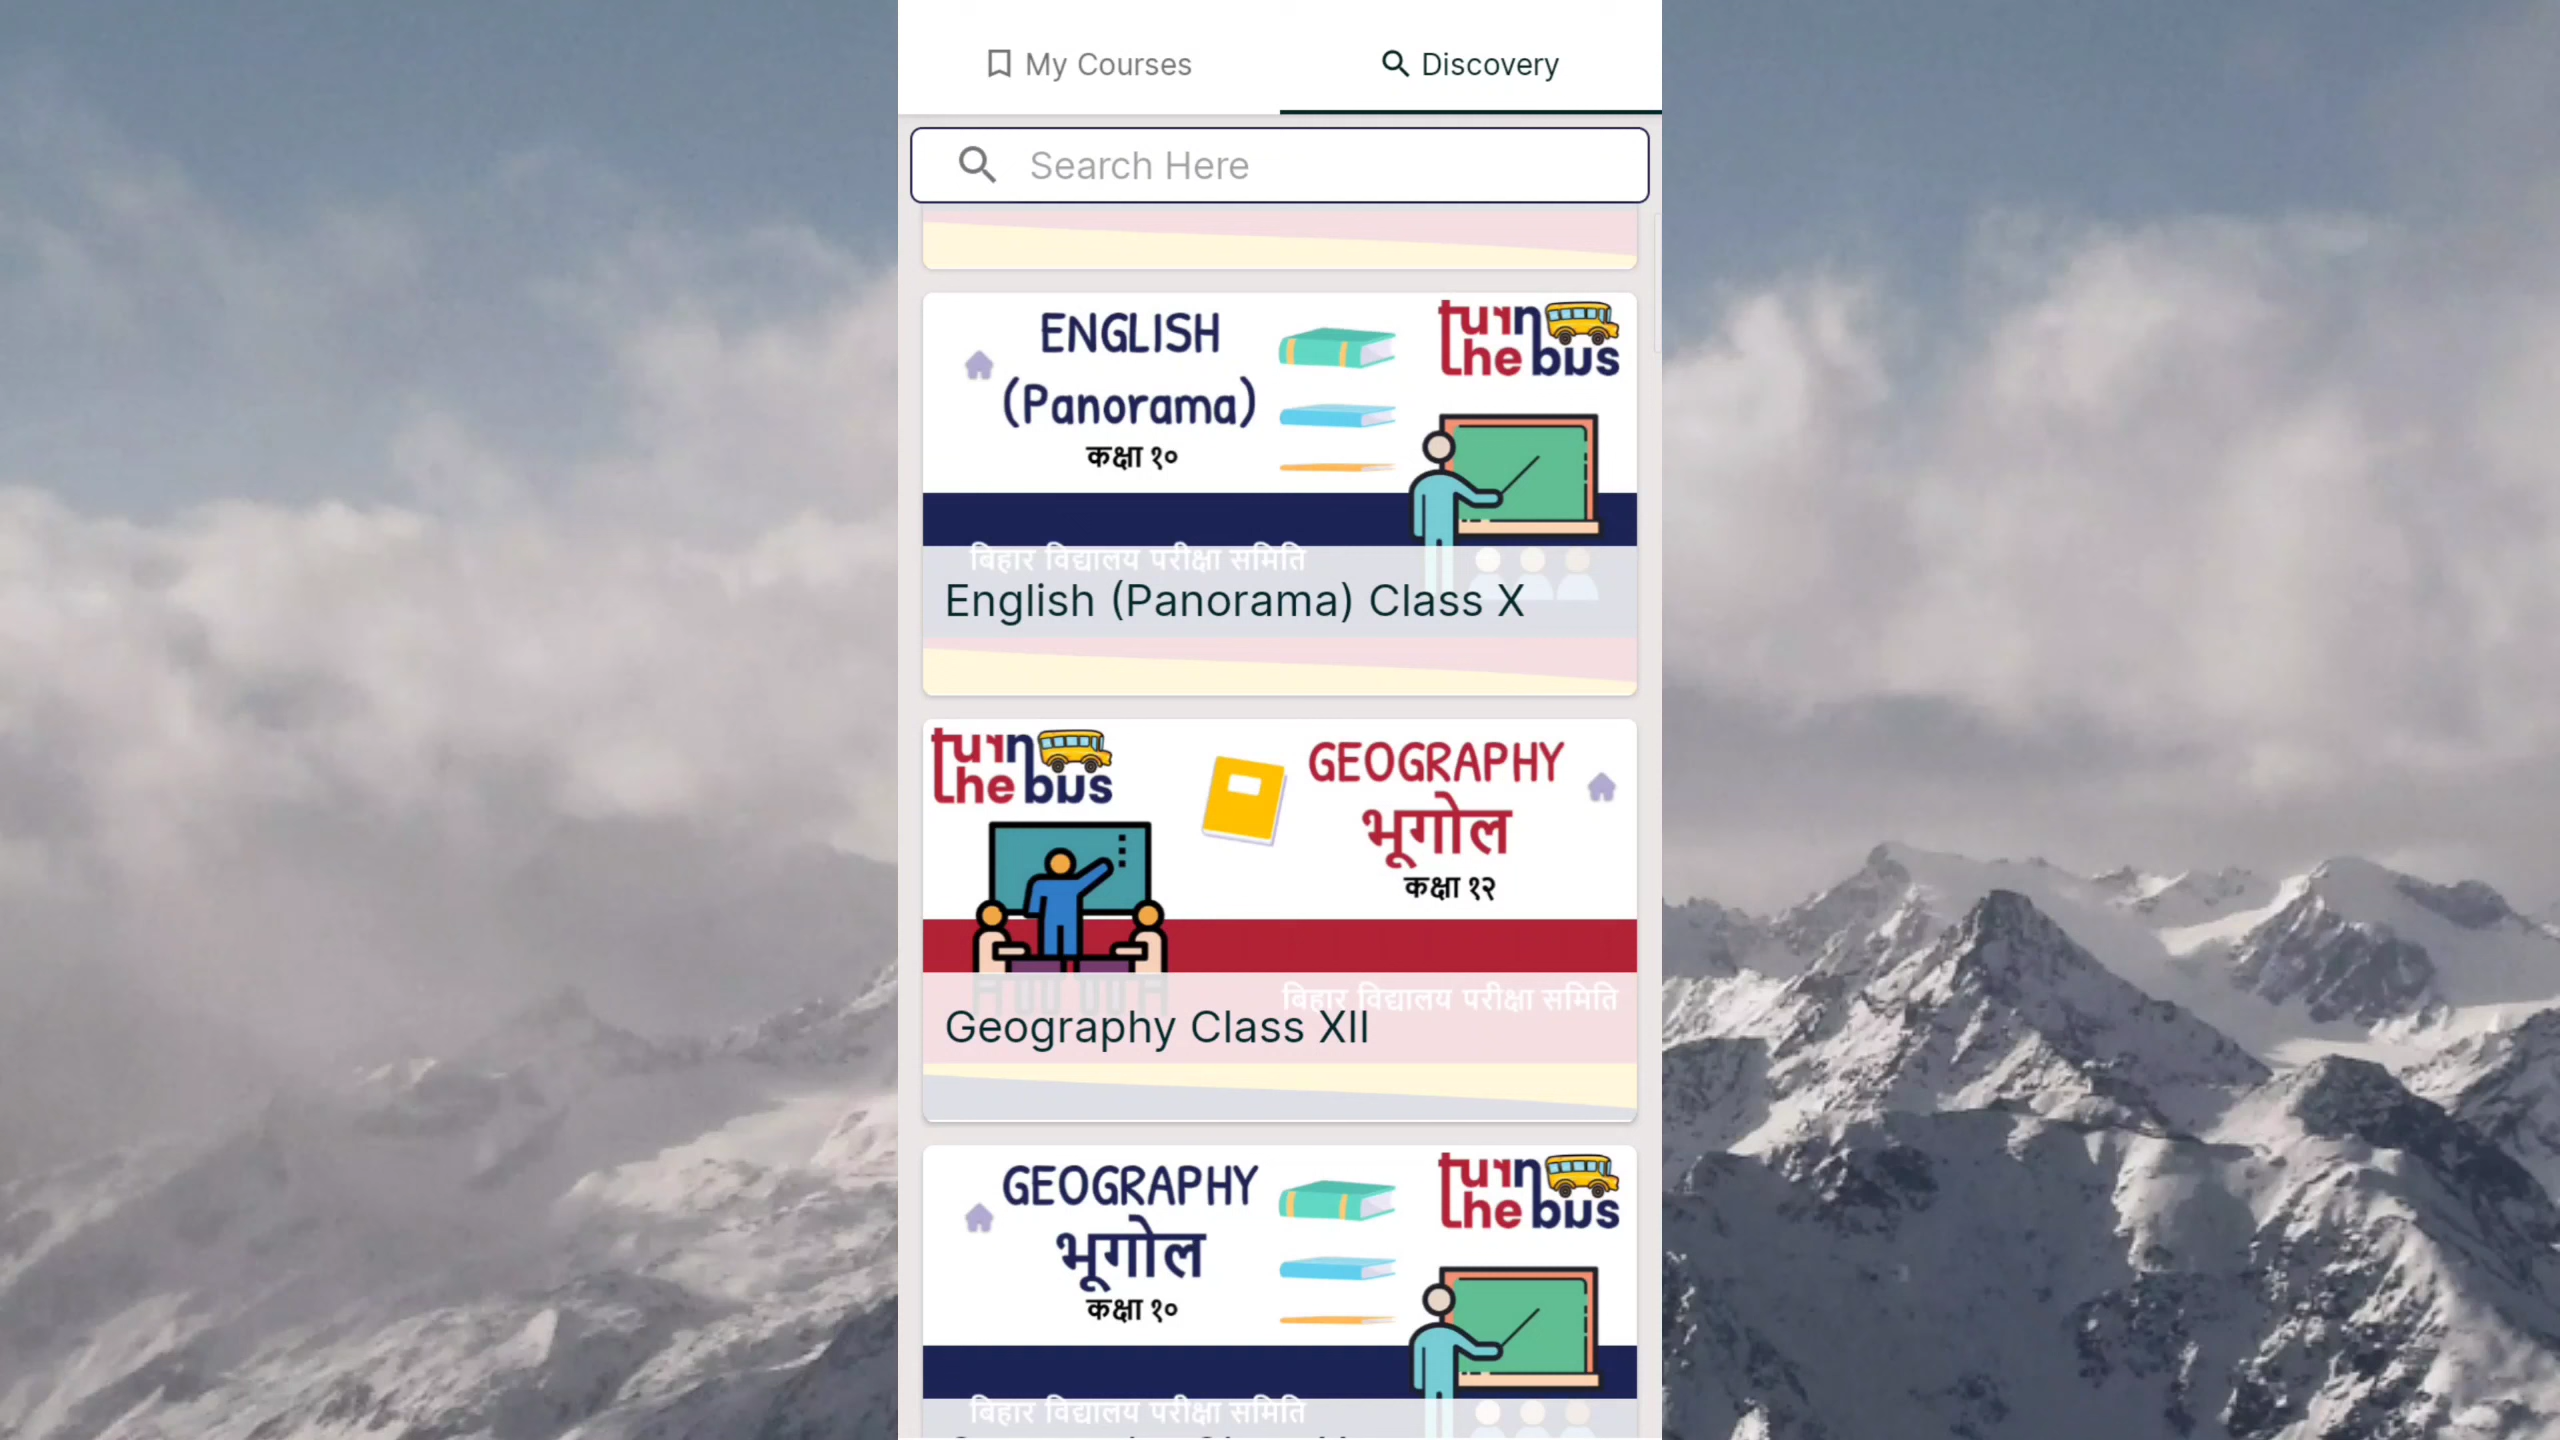 My Courses
Discovery
Search Here
ENGLISH
(Panorama)
कक्षा १०
turn
the bus
बिहार विद्यालय परीक्षा समिति
English (Panorama) Class X
turn
the bus
GEOGRAPHY
भूगोल
कक्षा १२
बिहार विद्यालय परीक्षा समिति
Geography Class XII
GEOGRAPHY
भूगोल
कक्षा १०
turn
the bus
बिहार विद्यालय परीक्षा समिति